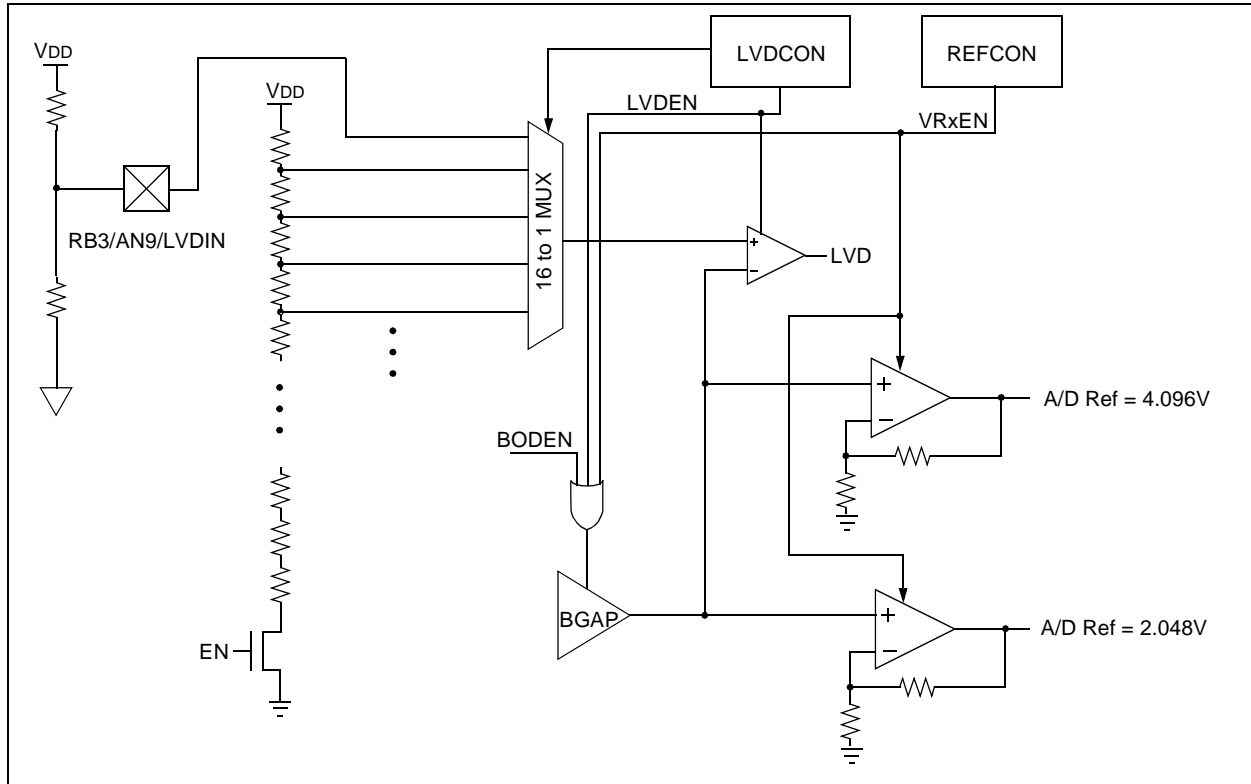 VDD
VDD
LVDCON
REFCON
LVDEN
VRxEN
16 to 1 MUX
RB3/AN9/LVDIN
+
−
LVD
+
−
A/D Ref = 4.096V
BODEN
BGAP
+
−
A/D Ref = 2.048V
EN